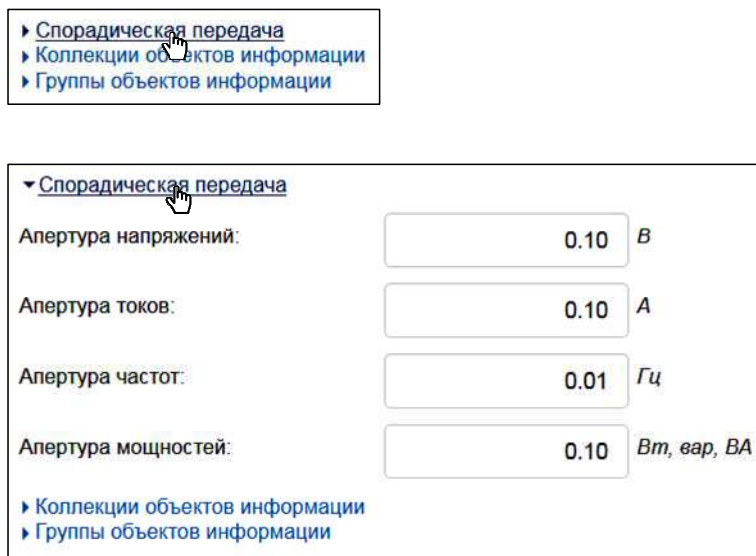 Спорадическая передача
Коллекции объектов информации
Группы объектов информации
Спорадическая передача
Апертура напряжений: 0.10 В
Апертура токов: 0.10 А
Апертура частот: 0.01 Гц
Апертура мощностей: 0.10 Вт, вар, ВА
Коллекции объектов информации
Группы объектов информации